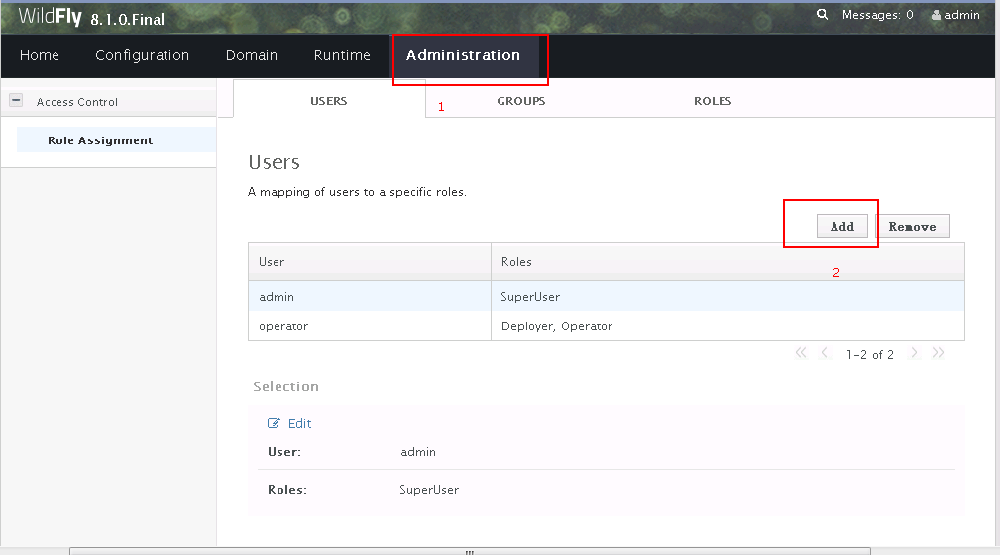 WildFly 8.1.0.Final Messages: 0 admin
Home Configuration Domain Runtime Administration
Access Control USERS 1 GROUPS ROLES
Role Assignment
Users
A mapping of users to a specific roles.
Add Remove
User Roles 2
admin SuperUser
operator Deployer, Operator
1-2 of 2
Selection
Edit
User: admin
Roles: SuperUser